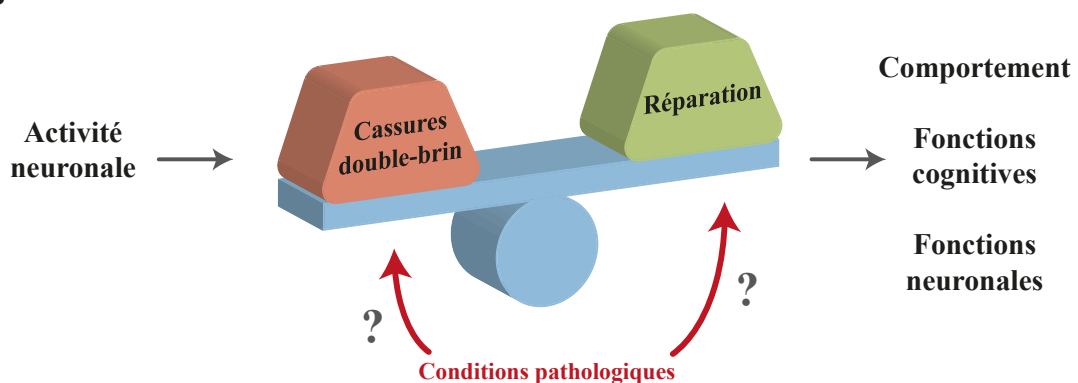 Activité
neuronale
Cassures
double-brin
Réparation
Comportement
Fonctions
cognitives
Fonctions
neuronales
?
?
Conditions pathologiques